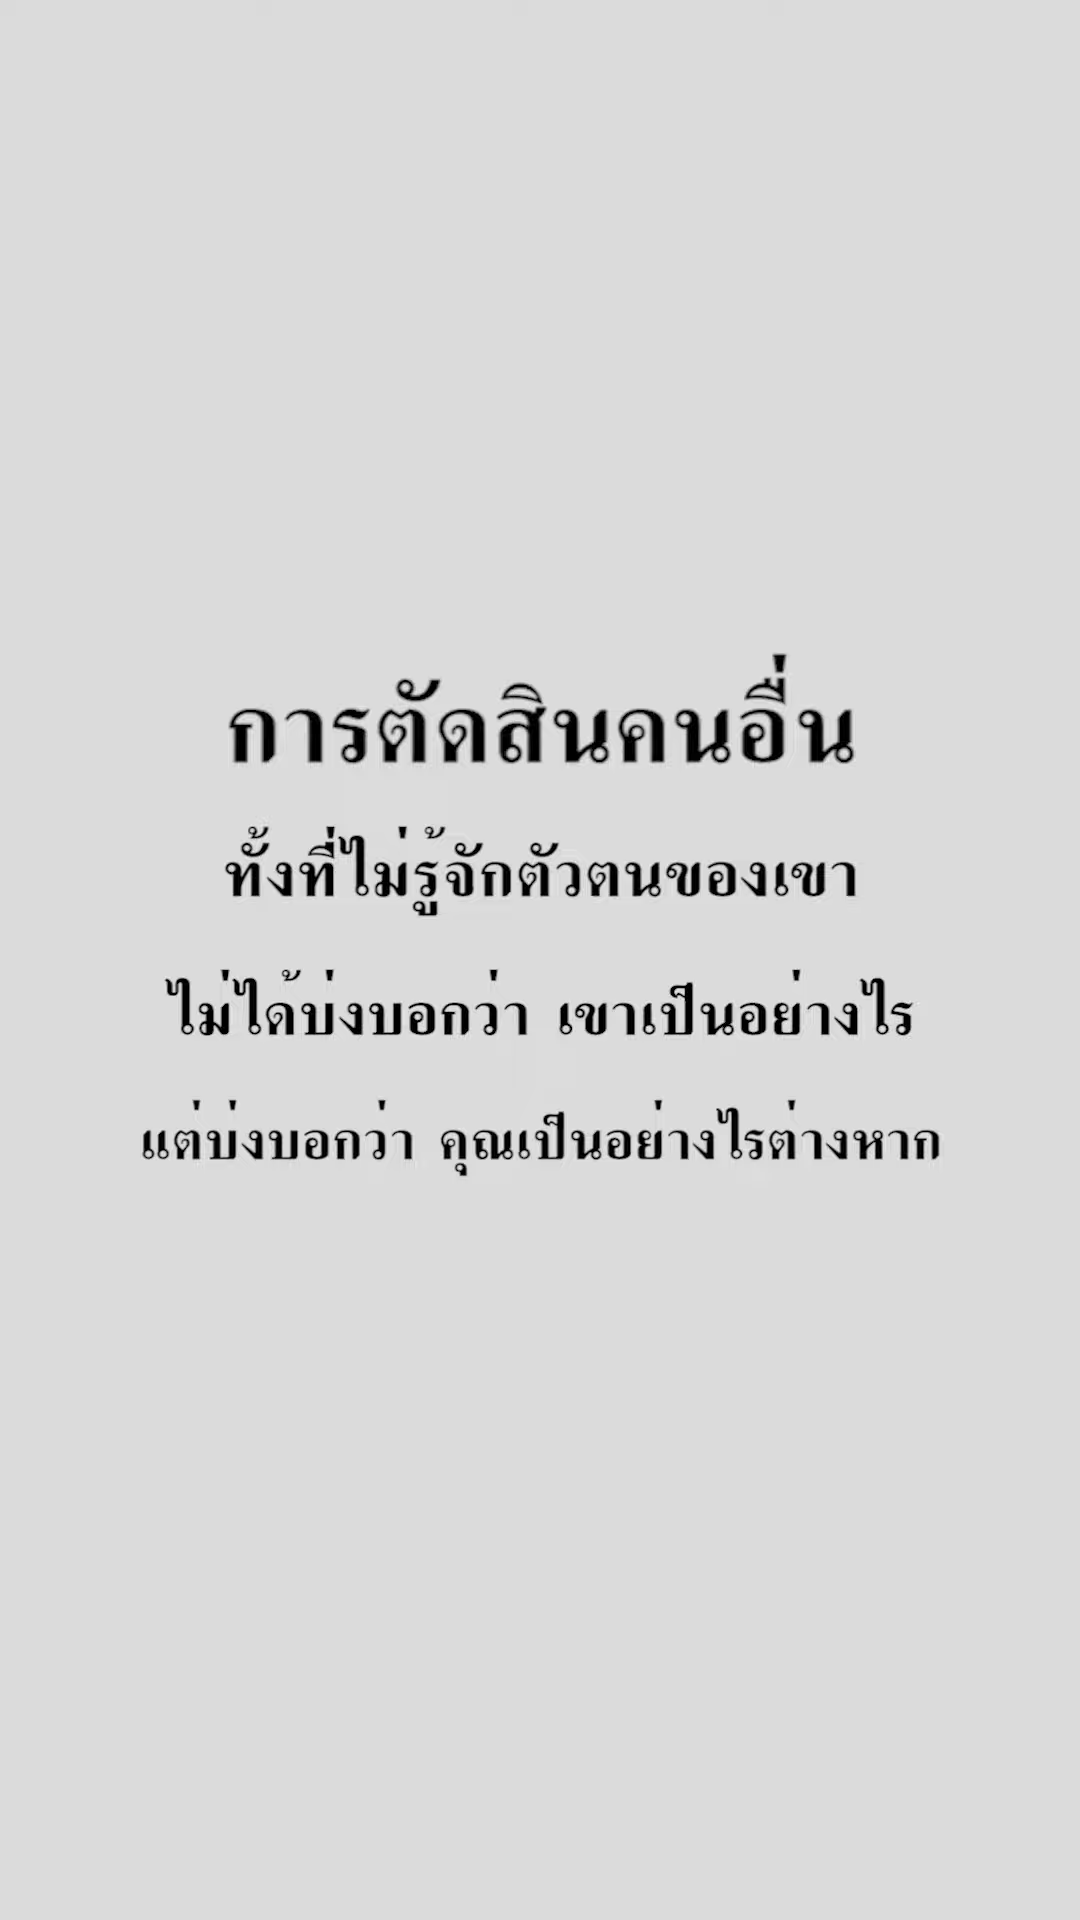 การตัดสินคนอื่น
ทั้งที่ไม่รู้จักตัวตนของเขา
ไม่ได้บ่งบอกว่า เขาเป็นอย่างไร
แต่บ่งบอกว่า คุณเป็นอย่างไรต่างหาก